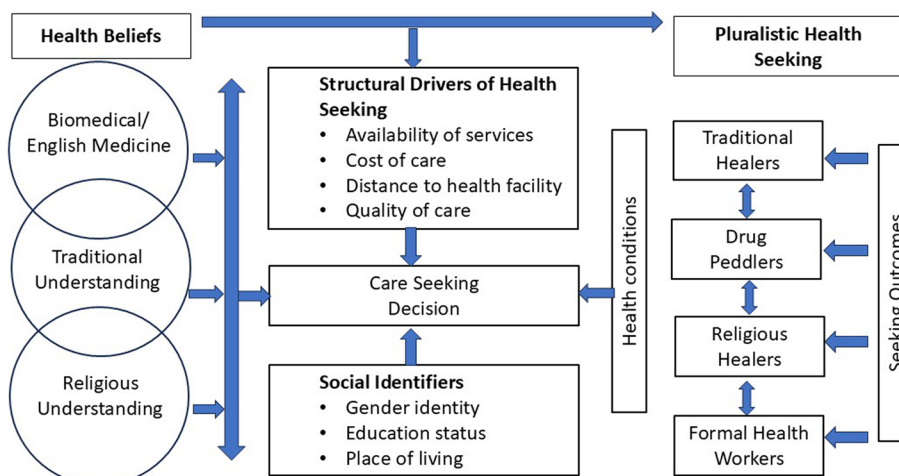 Health Beliefs
Pluralistic Health
Seeking
Biomedical/
English Medicine
Traditional
Understanding
Religious
Understanding
Structural Drivers of Health
Seeking
• Availability of services
• Cost of care
• Distance to health facility
• Quality of care
Care Seeking
Decision
Social Identifiers
• Gender identity
• Education status
• Place of living
Health conditions
Traditional
Healers
Drug
Peddlers
Religious
Healers
Formal Health
Workers
Seeking Outcomes